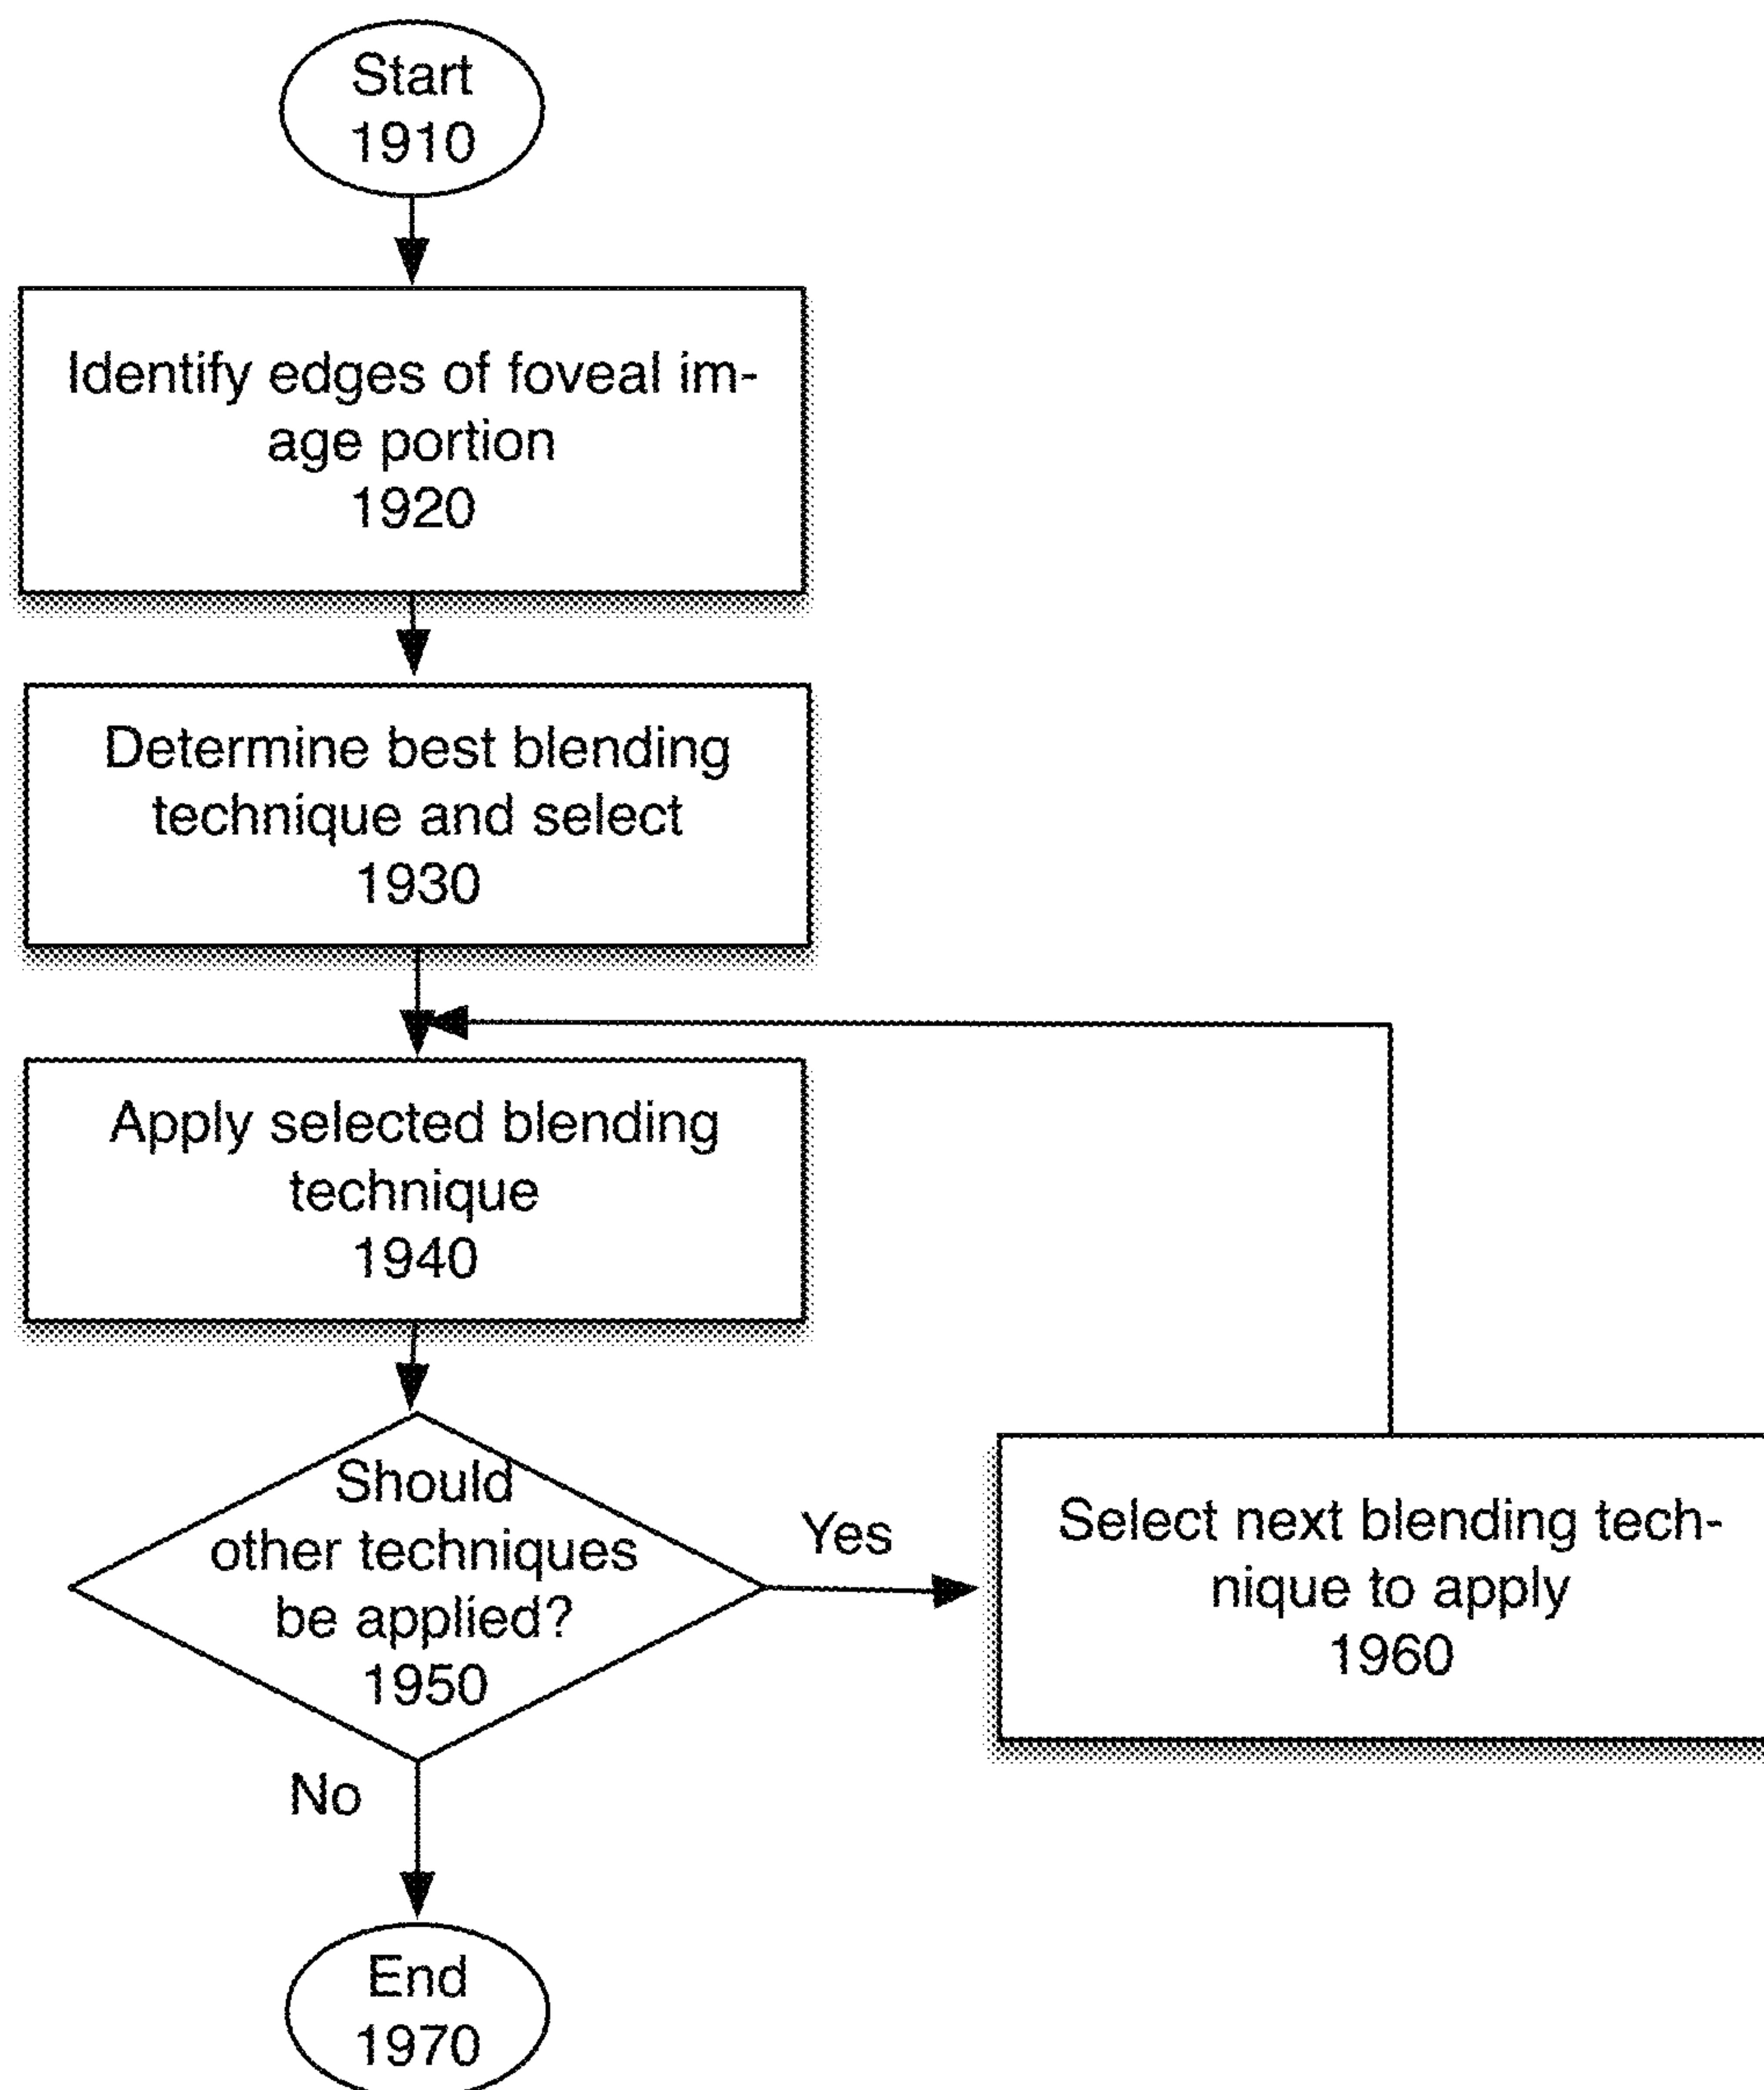 Start
1910
Identify edges of foveal im-
age portion
1920
Determine best blending
technique and select
1930
Apply selected blending
technique
1940
Should
other techniques
be applied?
1950
Yes
Select next blending tech-
nique to apply
1960
No
End
1970